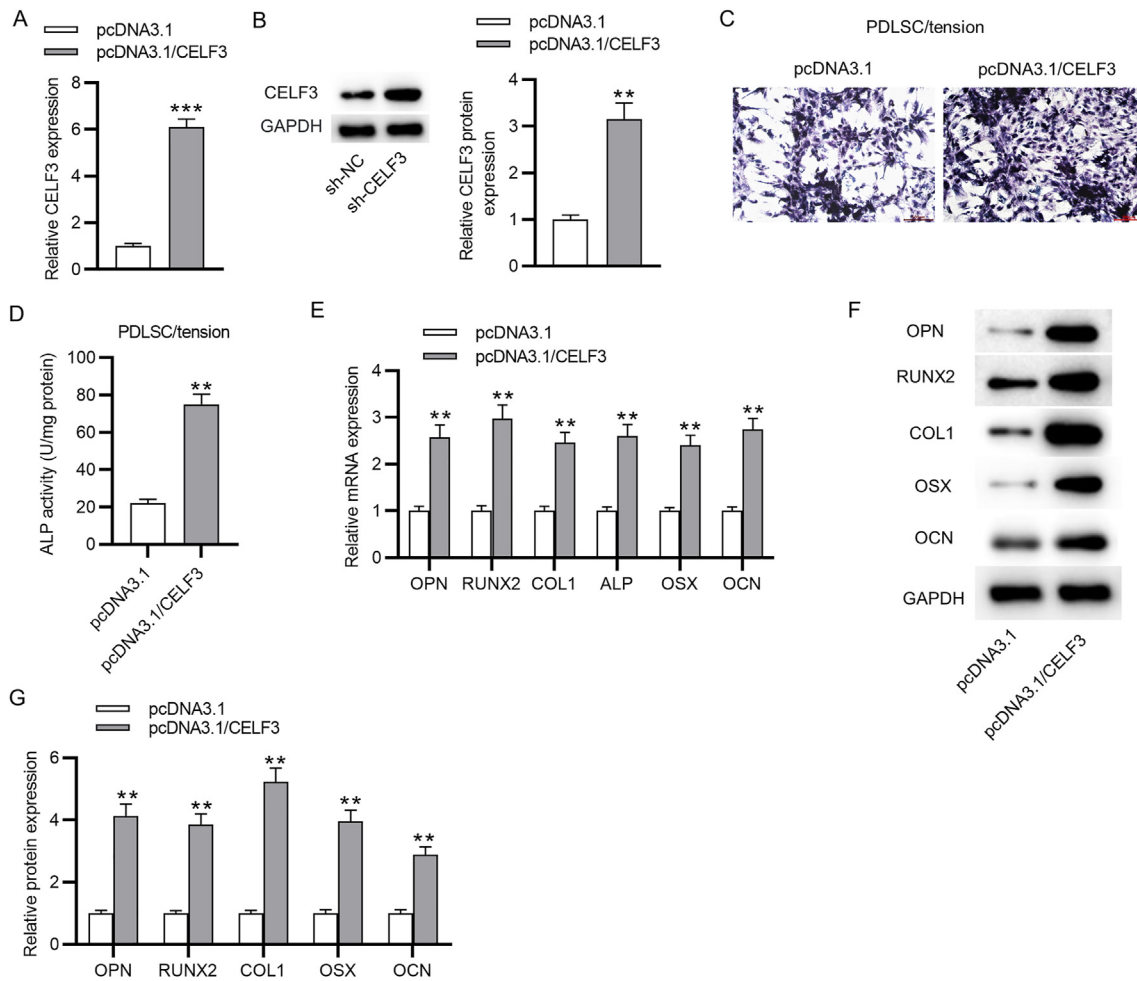 A
pcDNA3.1
pcDNA3.1/CELF3
Relative CELF3 expression
8
6
4
2
0
***
B
CELF3
GAPDH
sh-NC
sh-CELF3
pcDNA3.1
pcDNA3.1/CELF3
Relative CELF3 protein
expression
4
3
2
1
0
**
C
PDLSC/tension
pcDNA3.1
pcDNA3.1/CELF3
D
PDLSC/tension
ALP activity (U/mg protein)
100
80
60
40
20
0
**
pcDNA3.1
pcDNA3.1/CELF3
E
pcDNA3.1
pcDNA3.1/CELF3
Relative mRNA expression
4
3
2
1
0
** ** ** ** ** **
OPN RUNX2 COL1 ALP OSX OCN
F
OPN
RUNX2
COL1
OSX
OCN
GAPDH
pcDNA3.1
pcDNA3.1/CELF3
G
pcDNA3.1
pcDNA3.1/CELF3
Relative protein expression
6
4
2
0
** ** ** ** **
OPN RUNX2 COL1 OSX OCN